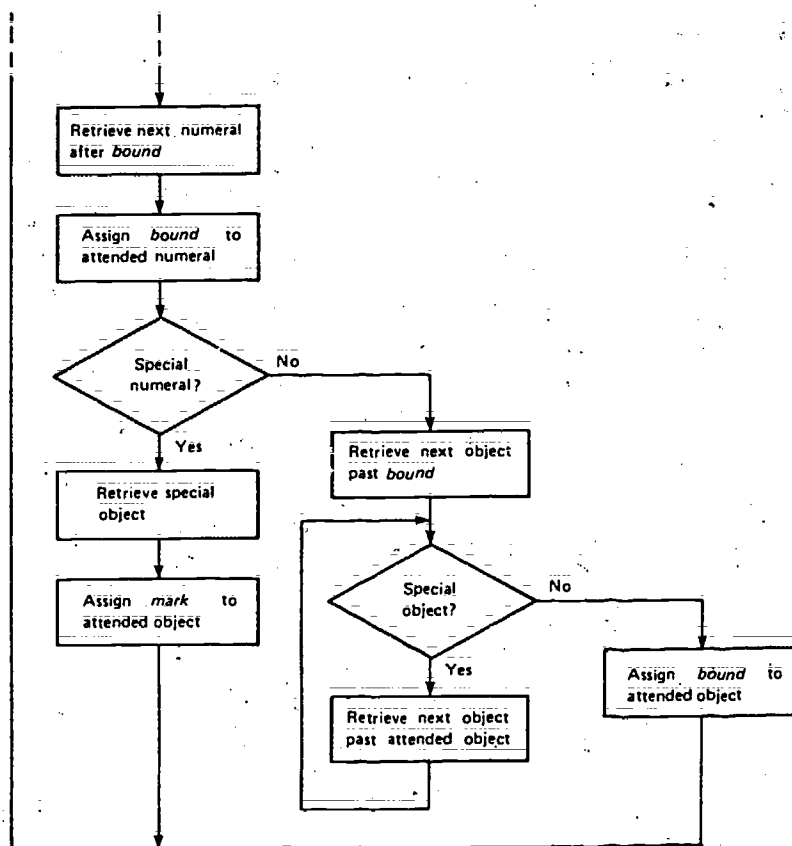 Retrieve next numeral
after bound
Assign bound to
attended numeral
Special
numeral?
No
Yes
Retrieve special
object
Assign mark to
attended object
Retrieve next object
past bound
Special
object?
No
Yes
Retrieve next object
past attended object
Assign bound to
attended object